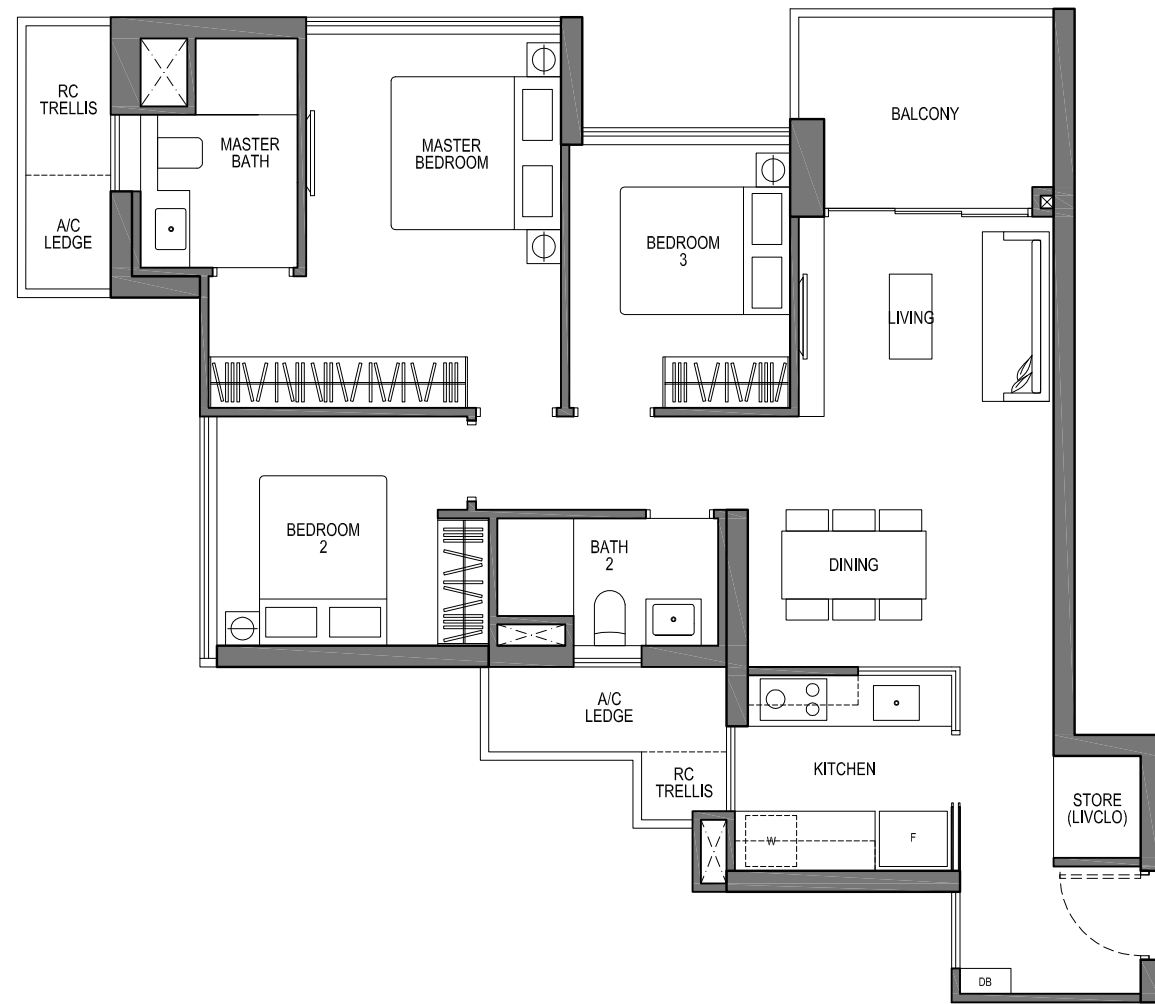 RC
TRELLIS
MASTER
BATH
MASTER
BEDROOM
BALCONY
A/C
LEDGE
BEDROOM
3
LIVING
BEDROOM
2
BATH
2
DINING
A/C
LEDGE
KITCHEN
RC
TRELLIS
STORE
(LIVCLO)
W
F
DB